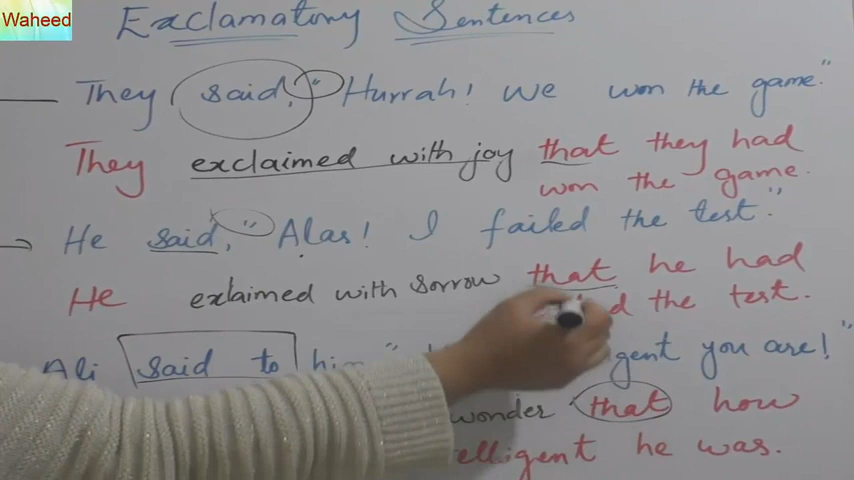 Waheed
Exclamatory Sentences
They said, "Hurrah! We won the game."
They exclaimed with joy that they had
won the game.
He said, "Alas! I failed the test."
He exclaimed with sorrow that he had
the test.
Ali said to him "gent you are!"
wonder that how
elligent he was.